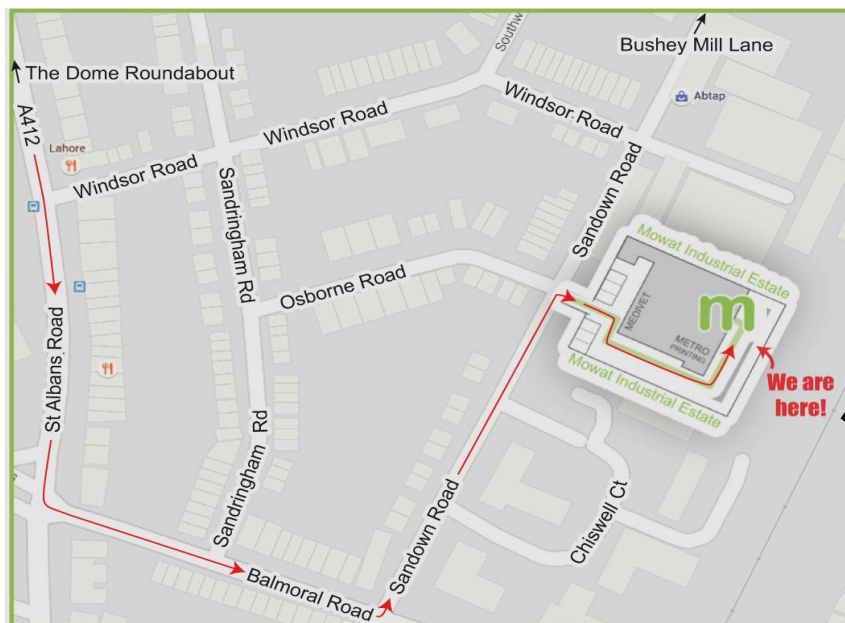 Bushey Mill Lane
The Dome Roundabout
Southw
A412
Abtap
Lahore
Windsor Road
Windsor Road
Windsor Road
Sandringham Rd
Sandown Road
Mowat Industrial Estate
Osborne Road
m
MEDIVET
METRO
PRINTING
St Albans Road
Mowat Industrial Estate
We are
here!
Sandringham Rd
Sandown Road
Chiswell Ct
Balmoral Road